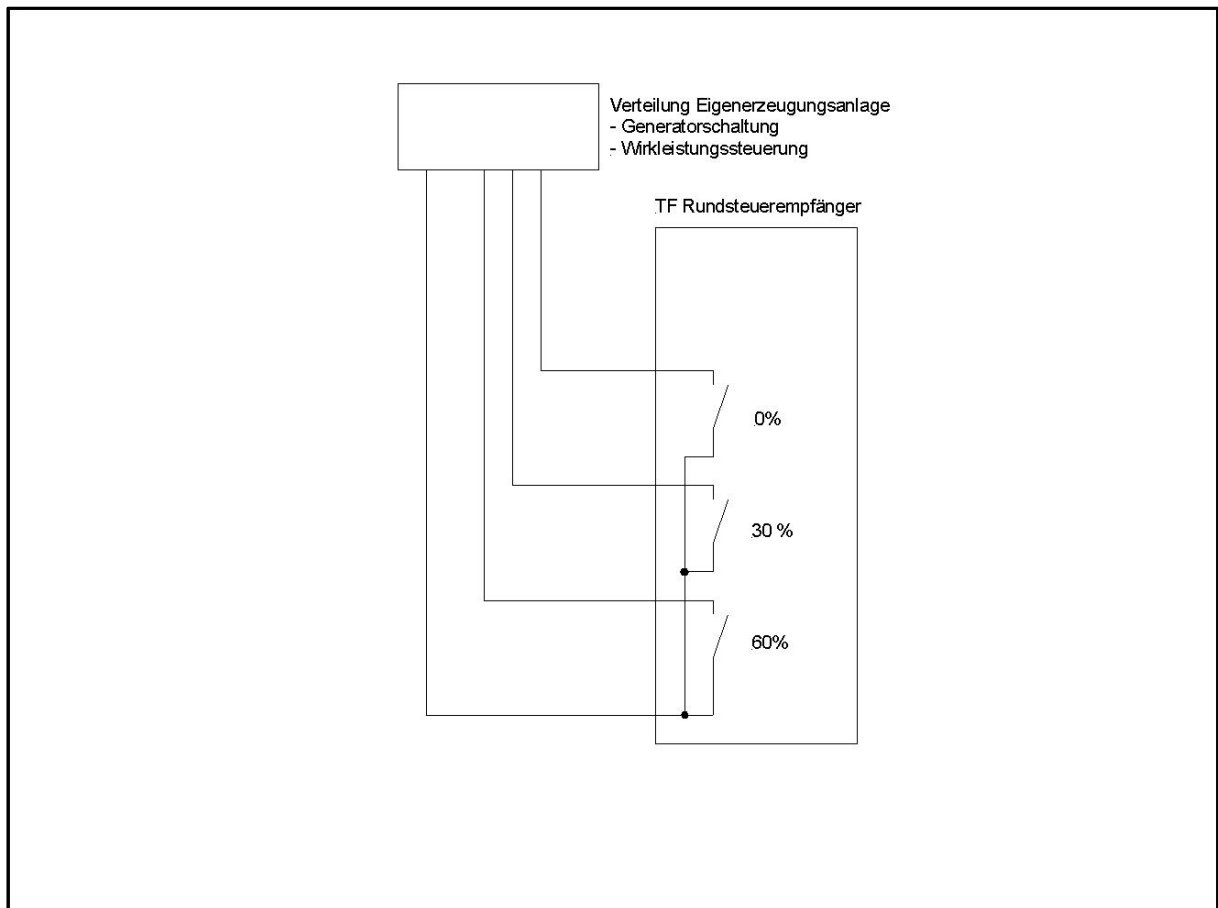 Verteilung Eigenerzeugungsanlage
- Generatorschaltung
- Wirkleistungssteuerung
TF Rundsteuerempfänger
0%
30 %
60%